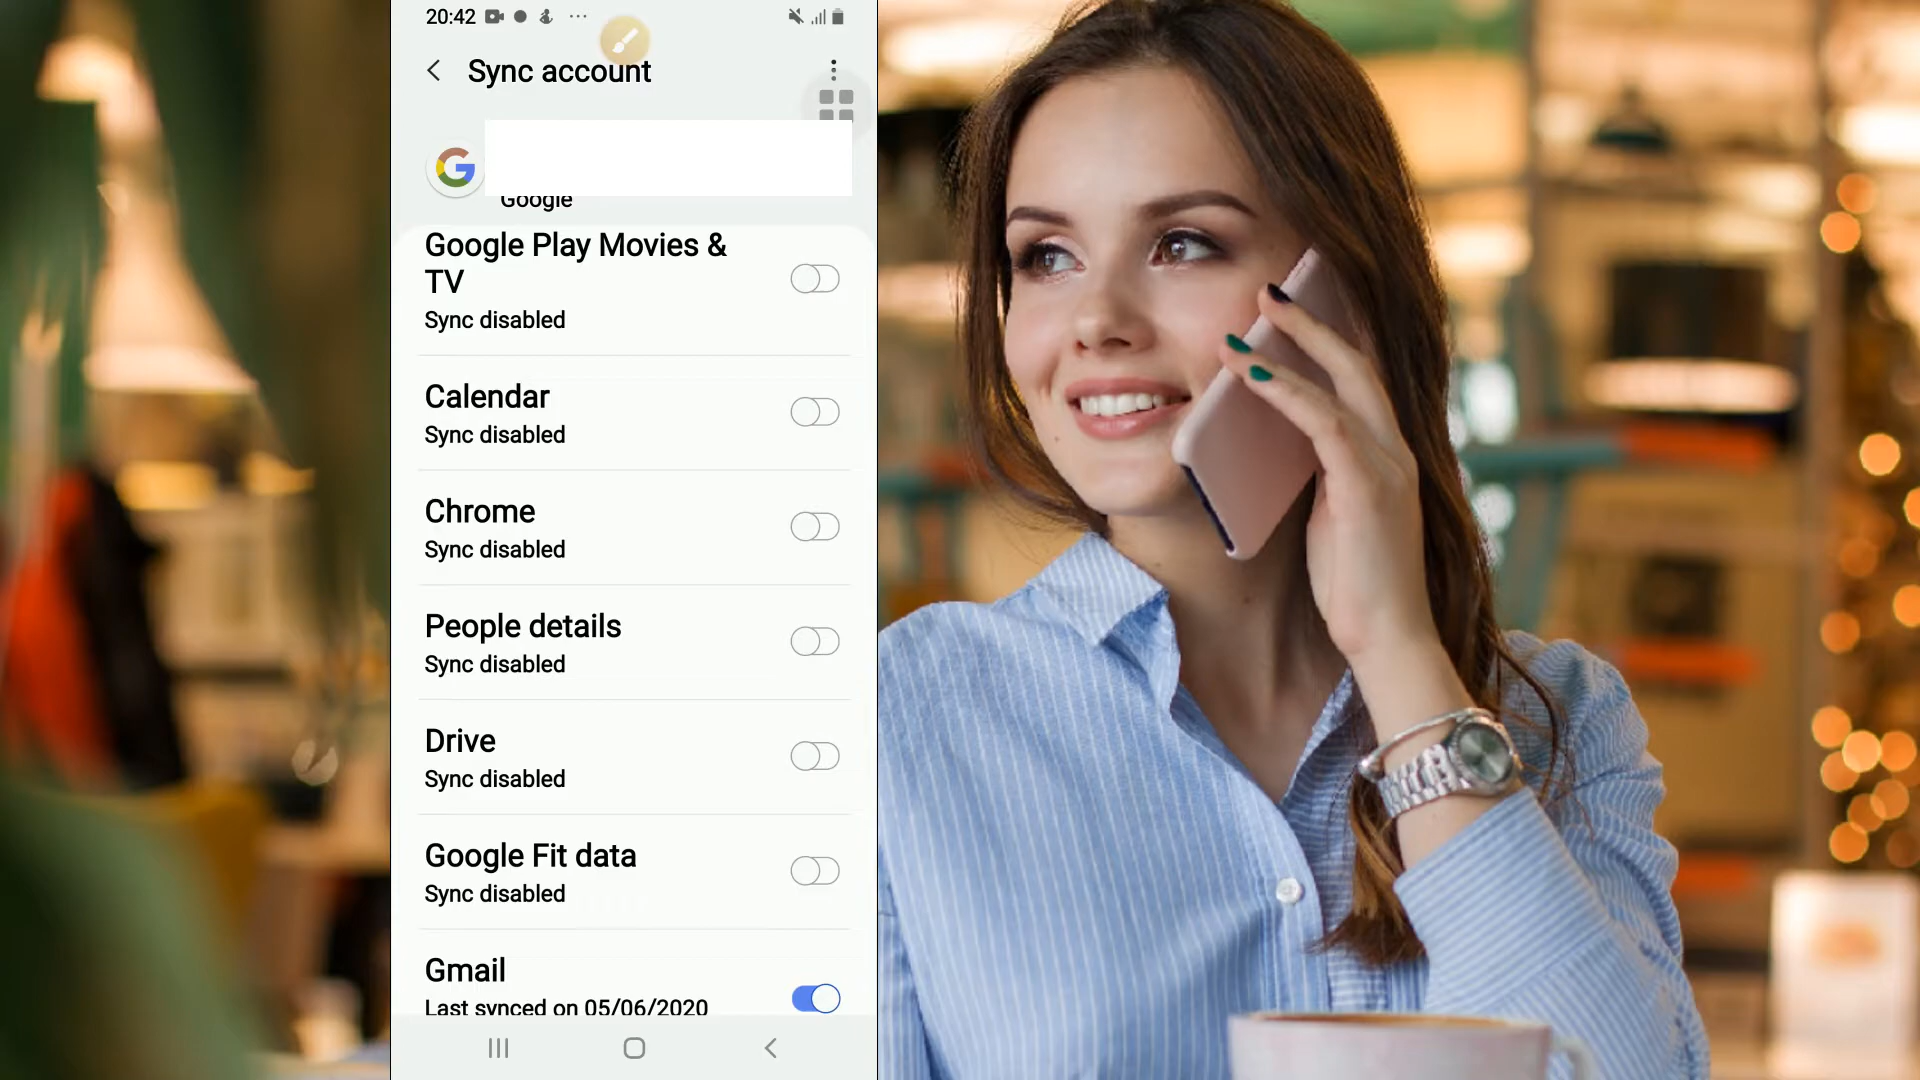 20:42
Sync account
Google
Google Play Movies &
TV
Sync disabled
Calendar
Sync disabled
Chrome
Sync disabled
People details
Sync disabled
Drive
Sync disabled
Google Fit data
Sync disabled
Gmail
Last synced on 05/06/2020